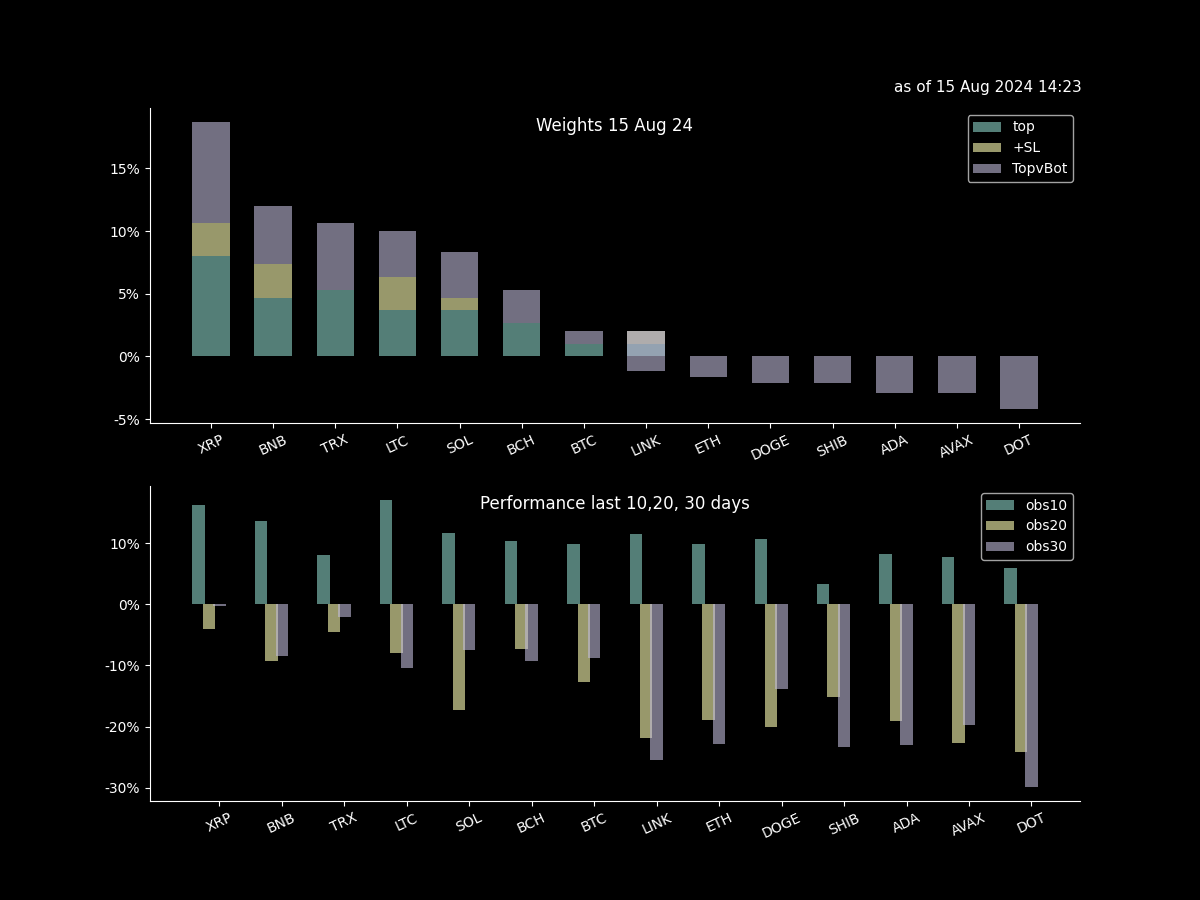 as of 15 Aug 2024 14:23
Weights 15 Aug 24
top
+SL
TopvBot
15%
10%
5%
0%
-5%
XRP BNB TRX LTC SOL BCH BTC LINK ETH DOGE SHIB ADA AVAX DOT
Performance last 10,20, 30 days
obs10
obs20
obs30
10%
0%
-10%
-20%
-30%
XRP BNB TRX LTC SOL BCH BTC LINK ETH DOGE SHIB ADA AVAX DOT